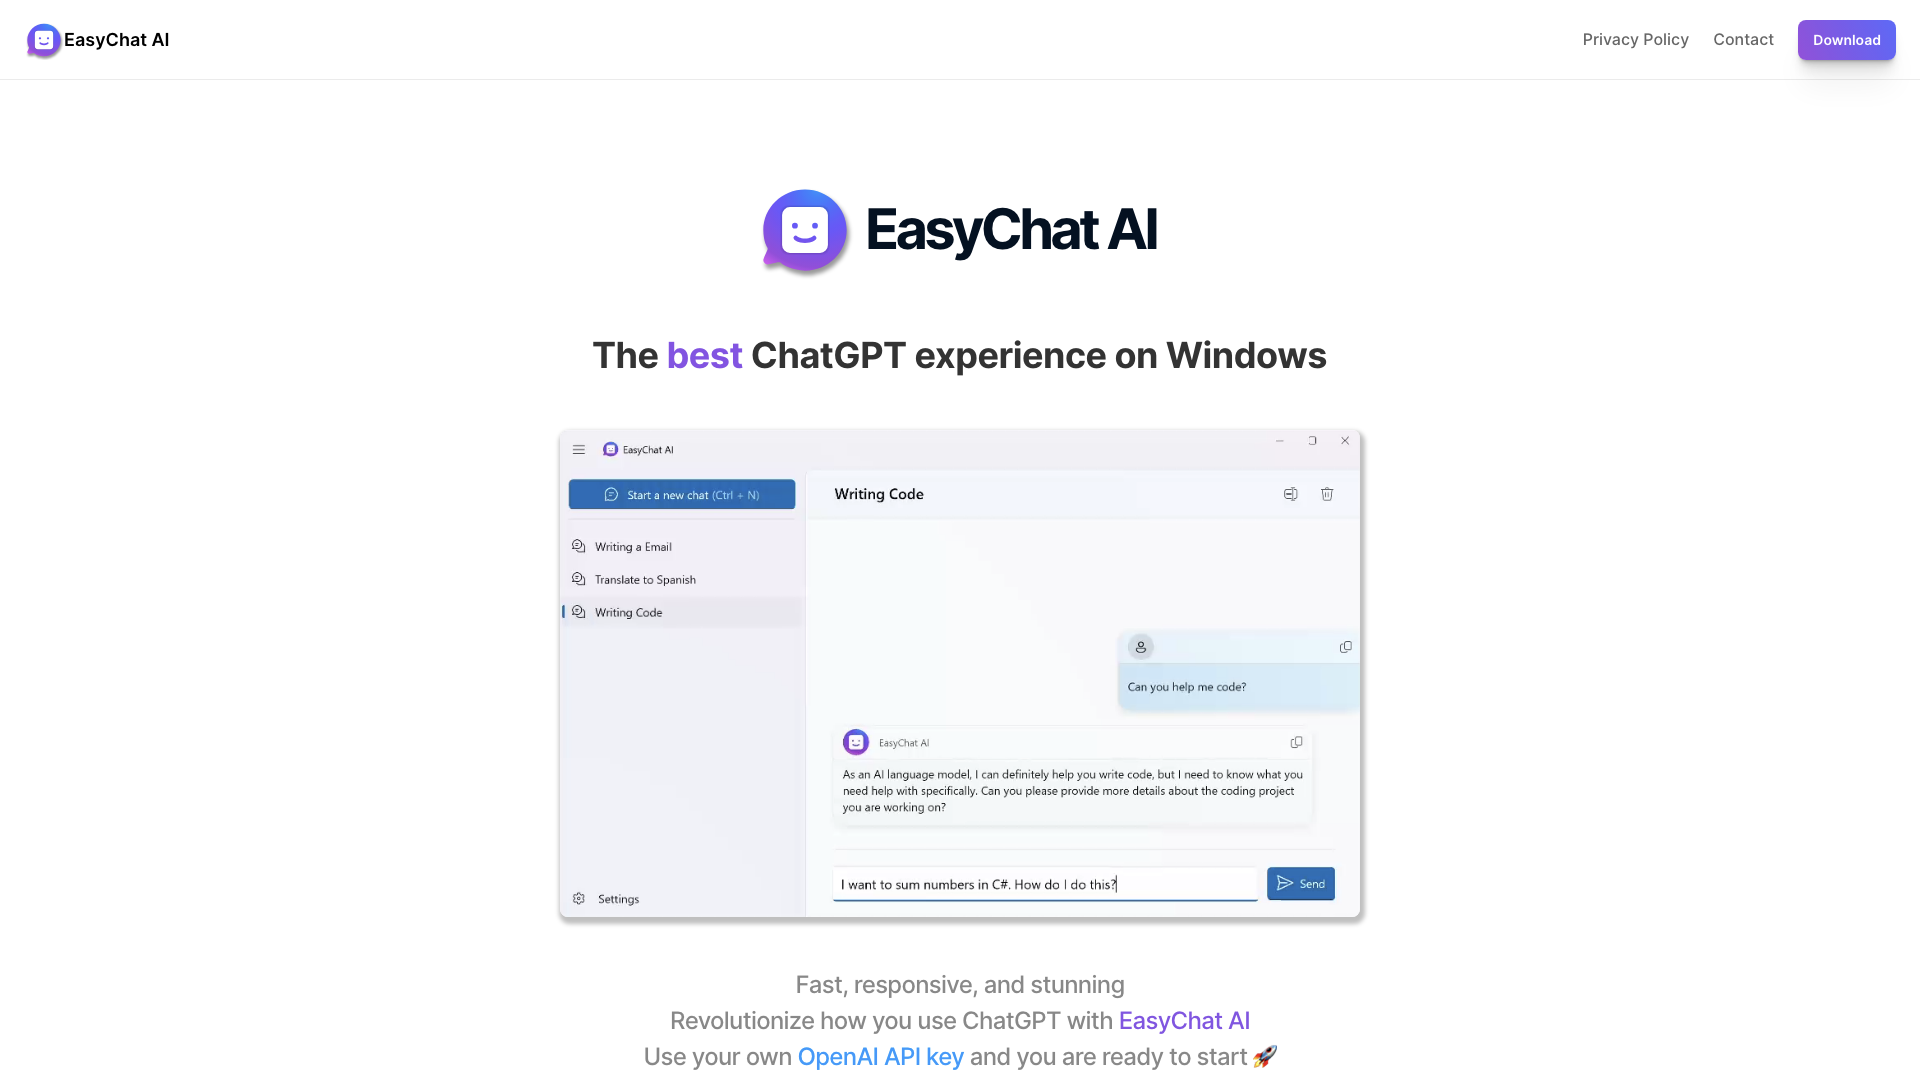 EasyChat AI
Privacy Policy
Contact
Download
EasyChat AI
The best ChatGPT experience on Windows
EasyChat AI
Start a new chat (Ctrl + N)
Writing a Email
Translate to Spanish
Writing Code
Settings
Writing Code
Can you help me code?
EasyChat AI
As an AI language model, I can definitely help you write code, but I need to know what you
need help with specifically. Can you please provide more details about the coding project
you are working on?
I want to sum numbers in C#. How do I do this?
Send
Fast, responsive, and stunning
Revolutionize how you use ChatGPT with EasyChat AI
Use your own OpenAI API key and you are ready to start 🚀